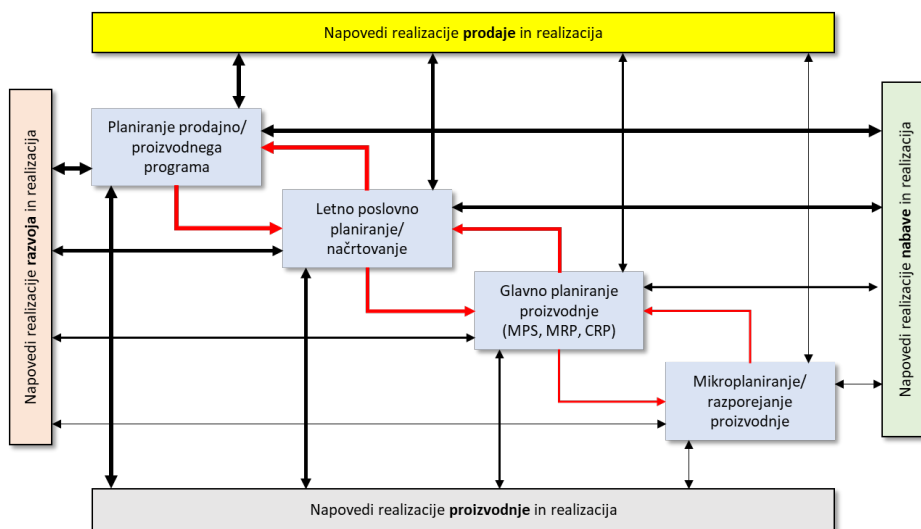 Napovedi realizacije prodaje in realizacija
Napovedi realizacije razvoja in realizacija
Planiranje prodajno/
proizvodnega
programa
Letno poslovno
planiranje/
načrtovanje
Glavno planiranje
proizvodnje
(MPS, MRP, CRP)
Mikroplaniranje/
razporejanje
proizvodnje
Napovedi realizacije nabave in realizacija
Napovedi realizacije proizvodnje in realizacija